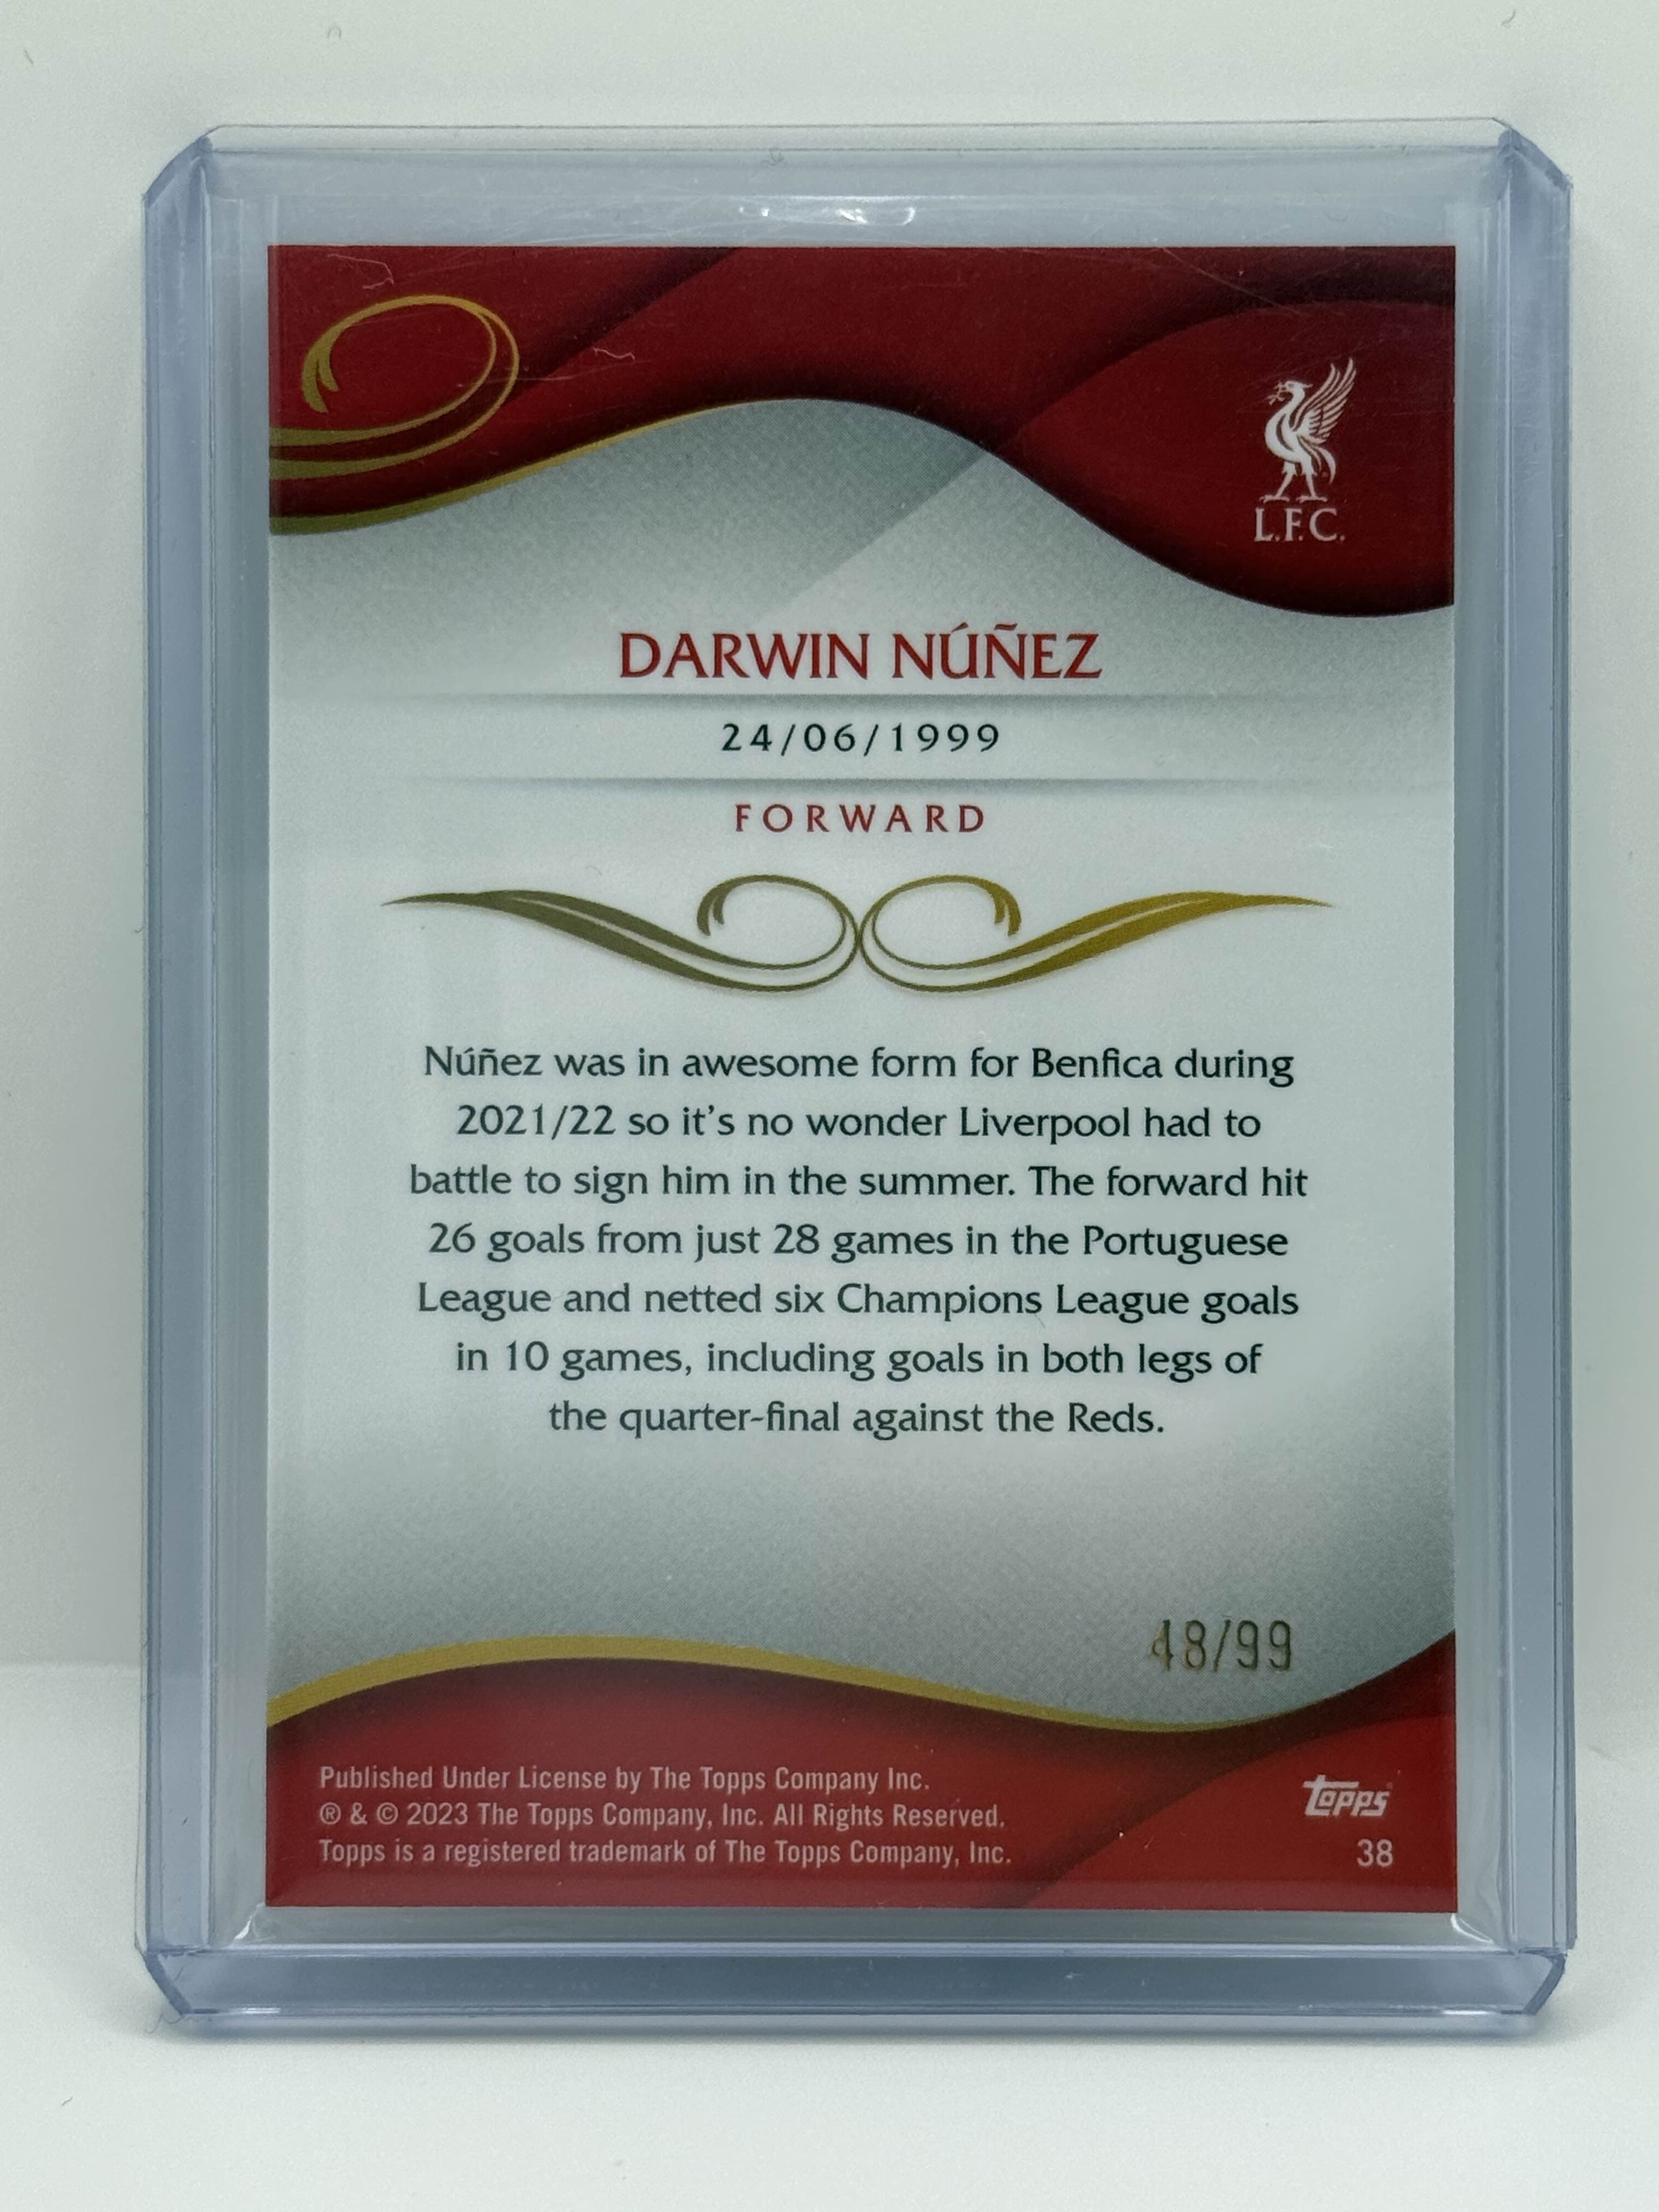 L.F.C.
DARWIN NÚÑEZ
24/06/1999
FORWARD
Núñez was in awesome form for Benfica during
2021/22 so it's no wonder Liverpool had to
battle to sign him in the summer. The forward hit
26 goals from just 28 games in the Portuguese
League and netted six Champions League goals
in 10 games, including goals in both legs of
the quarter-final against the Reds.
48/99
Published Under License by The Topps Company Inc.
® & © 2023 The Topps Company, Inc. All Rights Reserved.
Topps is a registered trademark of The Topps Company, Inc.
topps
38